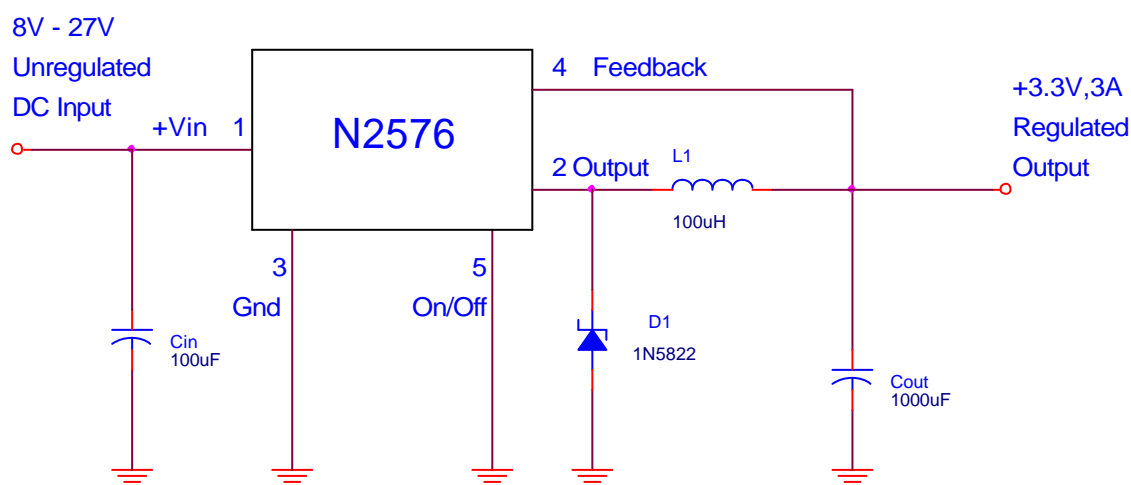 8V - 27V
Unregulated
DC Input
+Vin
1
N2576
4 Feedback
2 Output
L1
100uH
+3.3V,3A
Regulated
Output
3
Gnd
5
On/Off
Cin
100uF
D1
1N5822
Cout
1000uF